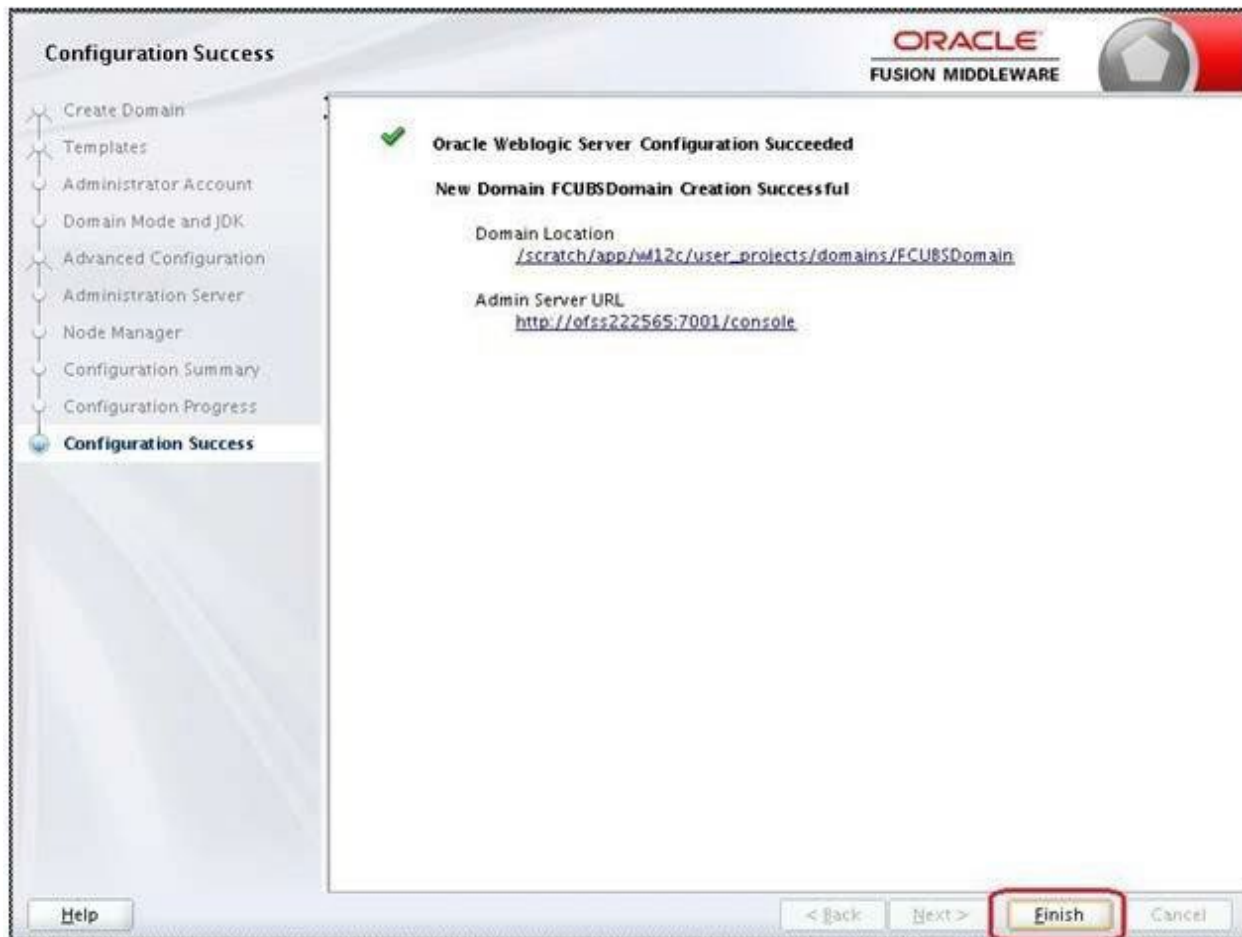 Configuration Success
ORACLE
FUSION MIDDLEWARE
Create Domain
Templates
Administrator Account
Domain Mode and JDK
Advanced Configuration
Administration Server
Node Manager
Configuration Summary
Configuration Progress
Configuration Success
Oracle Weblogic Server Configuration Succeeded
New Domain FCUBSDomain Creation Successful
Domain Location
/scratch/app/wl12c/user_projects/domains/FCUBSDomain
Admin Server URL
http://ofss222565:7001/console
Help
< Back
Next >
Finish
Cancel